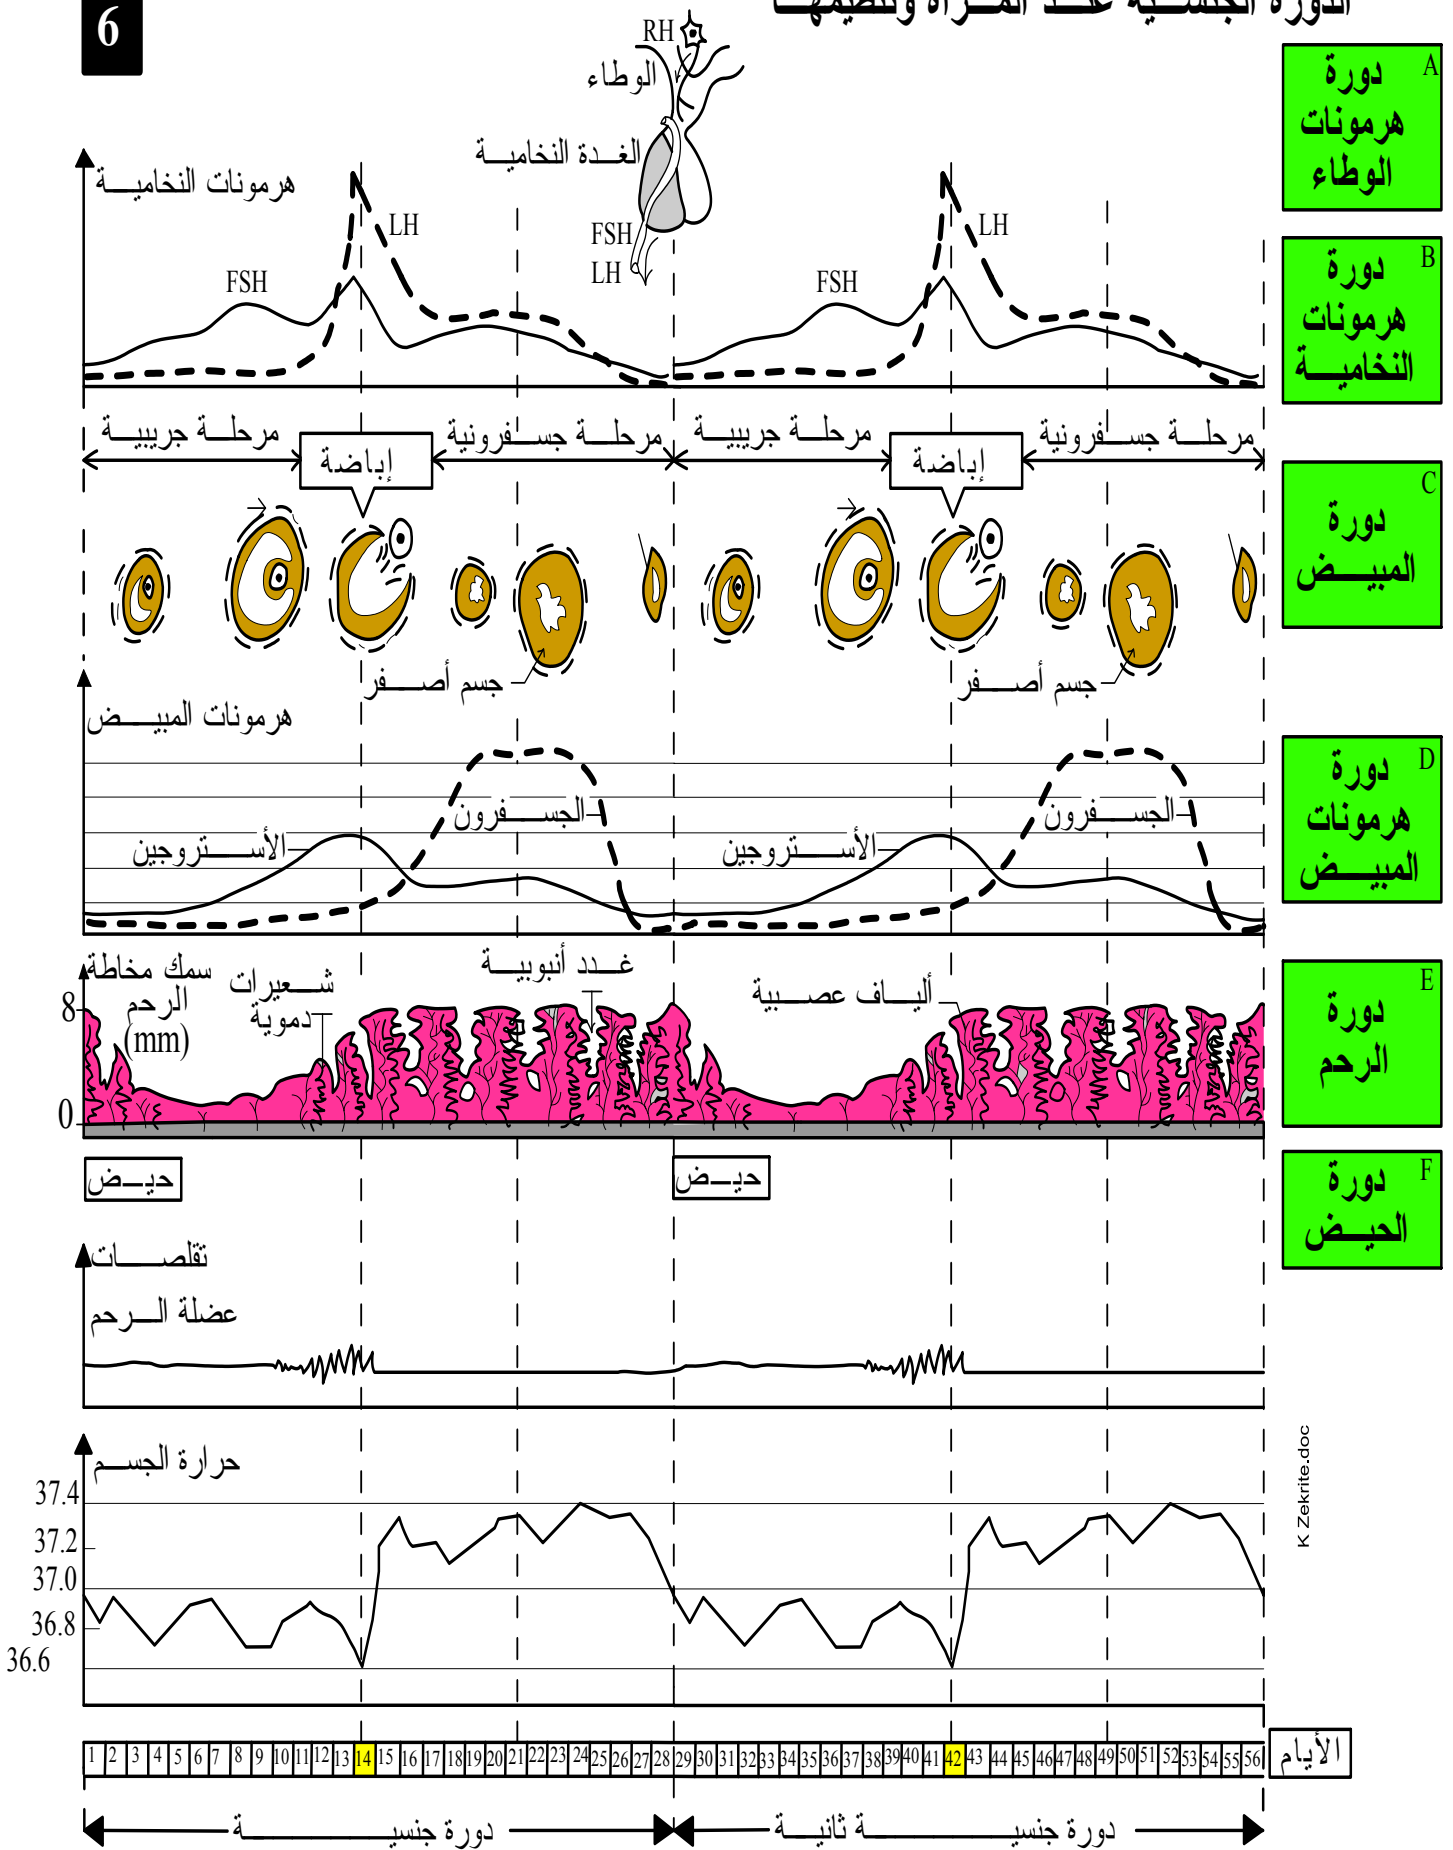 الدورة الجنسية عند المرأة وتنظيمها
6
RH
الوطاء
الغدة النخامية
FSH
LH
A
دورة
هرمونات
الوطاء
هرمونات النخامية
LH
FSH
LH
FSH
B
دورة
هرمونات
النخامية
مرحلة جريبية
إباضة
مرحلة جسفرونية
مرحلة جريبية
إباضة
مرحلة جسفرونية
C
دورة
المبيض
جسم أصفر
جسم أصفر
هرمونات المبيض
الجسفرون
الأستروجين
الجسفرون
الأستروجين
D
دورة
هرمونات
المبيض
سمك مخاطة
الرحم
(mm)
8
0
شعيرات
دموية
غدد أنبوبية
ألياف عصبية
E
دورة
الرحم
حيض
حيض
F
دورة
الحيض
تقلصات
عضلة الرحم
حرارة الجسم
37.4
37.2
37.0
36.8
36.6
K Zekrite.doc
1 2 3 4 5 6 7 8 9 10 11 12 13 14 15 16 17 18 19 20 21 22 23 24 25 26 27 28 29 30 31 32 33 34 35 36 37 38 39 40 41 42 43 44 45 46 47 48 49 50 51 52 53 54 55 56
الأيام
دورة جنسية
دورة جنسية ثانية